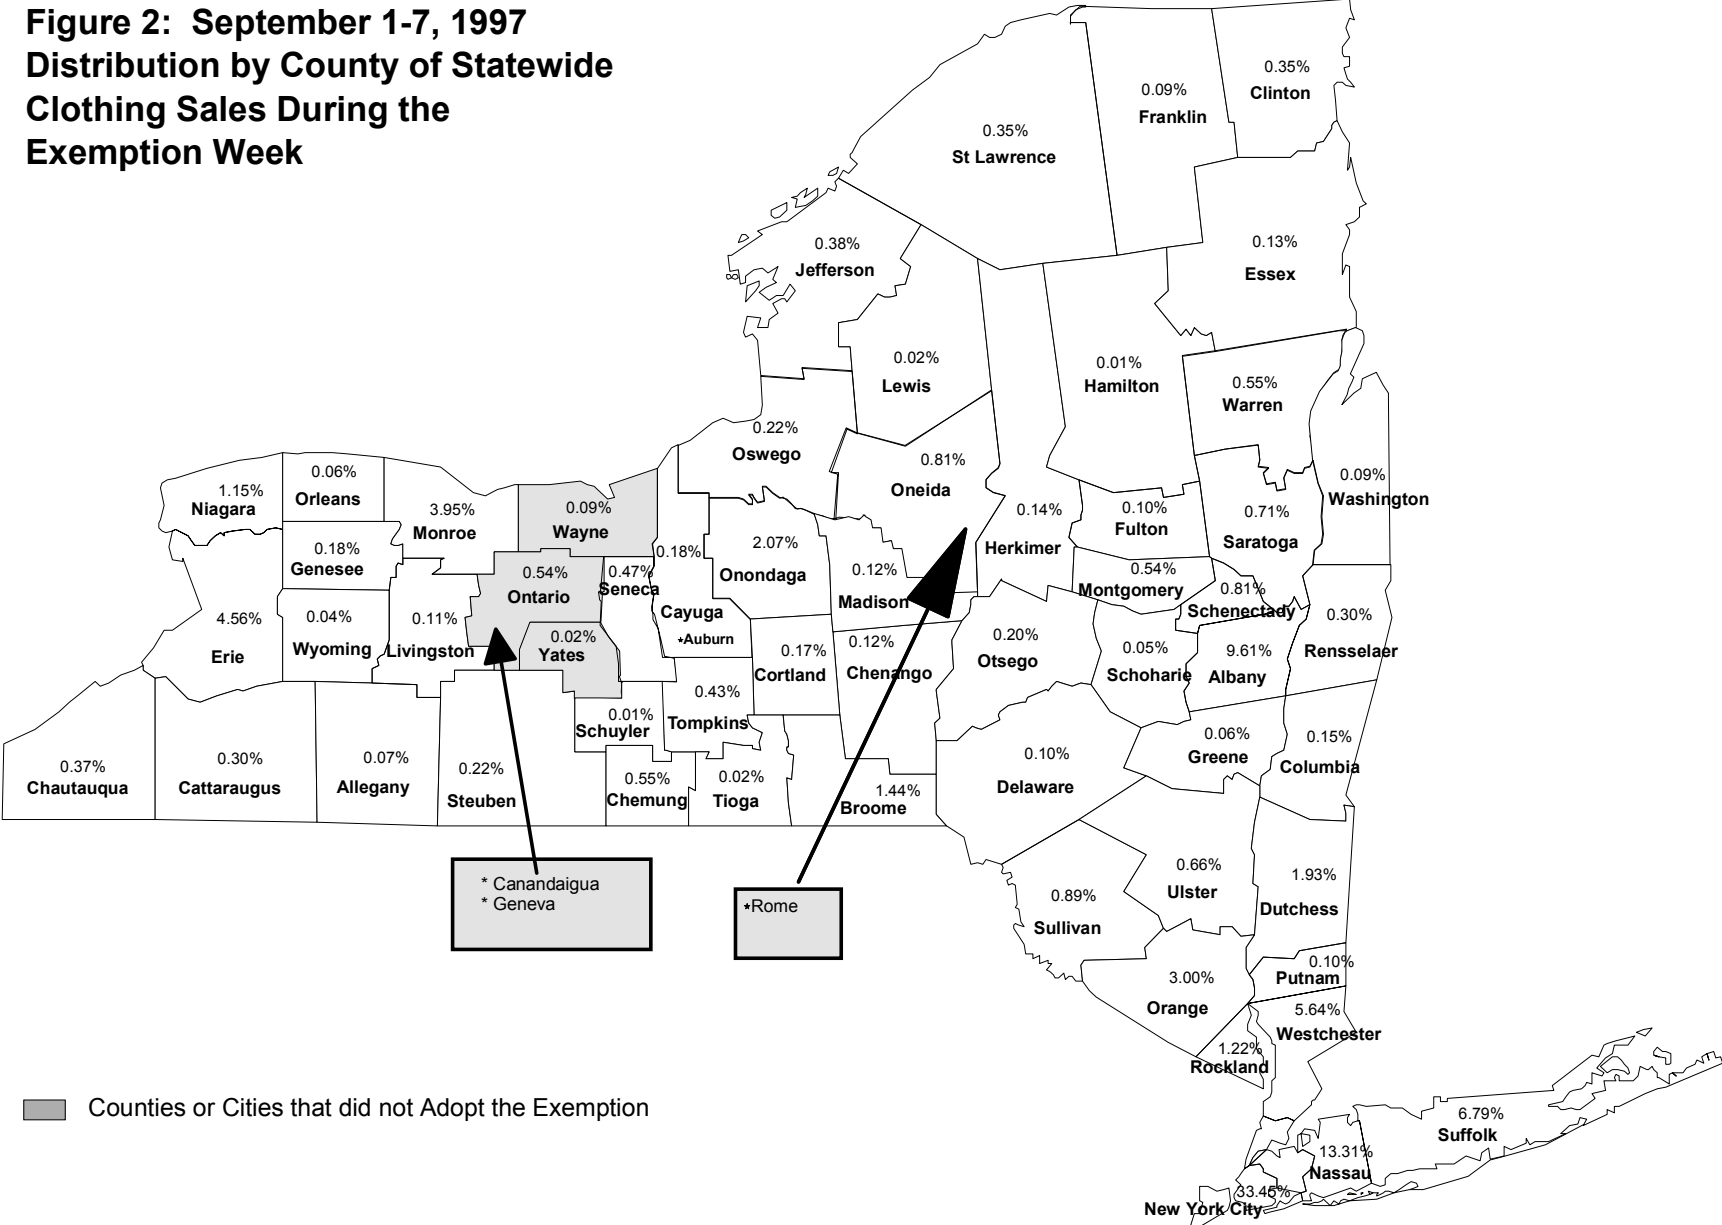 Figure 2: September 1-7, 1997
Distribution by County of Statewide
Clothing Sales During the
Exemption Week
0.35%
Clinton
0.09%
Franklin
0.35%
St Lawrence
0.38%
Jefferson
0.13%
Essex
0.02%
Lewis
0.01%
Hamilton
0.55%
Warren
0.22%
Oswego
0.81%
Oneida
0.09%
Washington
1.15%
Niagara
0.06%
Orleans
3.95%
Monroe
0.09%
Wayne
0.14%
Herkimer
0.10%
Fulton
0.71%
Saratoga
0.18%
Genesee
0.54%
Ontario
0.47%
Seneca
0.18%
Cayuga
*Auburn
2.07%
Onondaga
0.12%
Madison
0.54%
Montgomery
0.81%
Schenectady
0.30%
Rensselaer
4.56%
Erie
0.04%
Wyoming
0.11%
Livingston
0.02%
Yates
0.17%
Cortland
0.12%
Chenango
0.20%
Otsego
0.05%
Schoharie
9.61%
Albany
0.43%
Tompkins
0.01%
Schuyler
0.06%
Greene
0.15%
Columbia
0.37%
Chautauqua
0.30%
Cattaraugus
0.07%
Allegany
0.22%
Steuben
0.55%
Chemung
0.02%
Tioga
1.44%
Broome
0.10%
Delaware
* Canandaigua
* Geneva
*Rome
0.66%
Ulster
1.93%
Dutchess
0.89%
Sullivan
0.10%
Putnam
3.00%
Orange
5.64%
Westchester
1.22%
Rockland
Counties or Cities that did not Adopt the Exemption
6.79%
Suffolk
13.31%
Nassau
33.45%
New York City